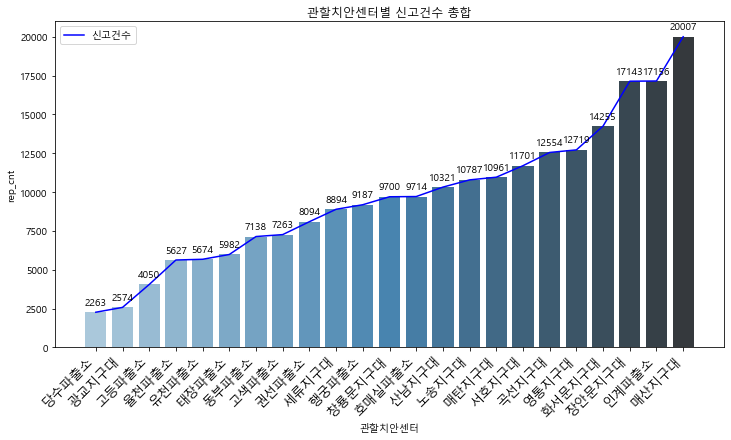 관할치안센터별 신고건수 총합
신고건수
rep_cnt
20000
17500
15000
12500
10000
7500
5000
2500
0
2263
2574
4050
5627
5674
5982
7138
7263
8094
8894
9187
9700
9714
10321
10787
10961
11701
12554
12719
14255
17143
17156
20007
당수파출소
광교지구대
고등파출소
율천파출소
유천파출소
태장파출소
동부파출소
고색파출소
권선파출소
세류지구대
행궁파출소
창룡문지구대
호매실파출소
산남지구대
노송지구대
매탄지구대
서호지구대
곡선지구대
영통지구대
화서문지구대
장안문지구대
인계파출소
매산지구대
관할치안센터